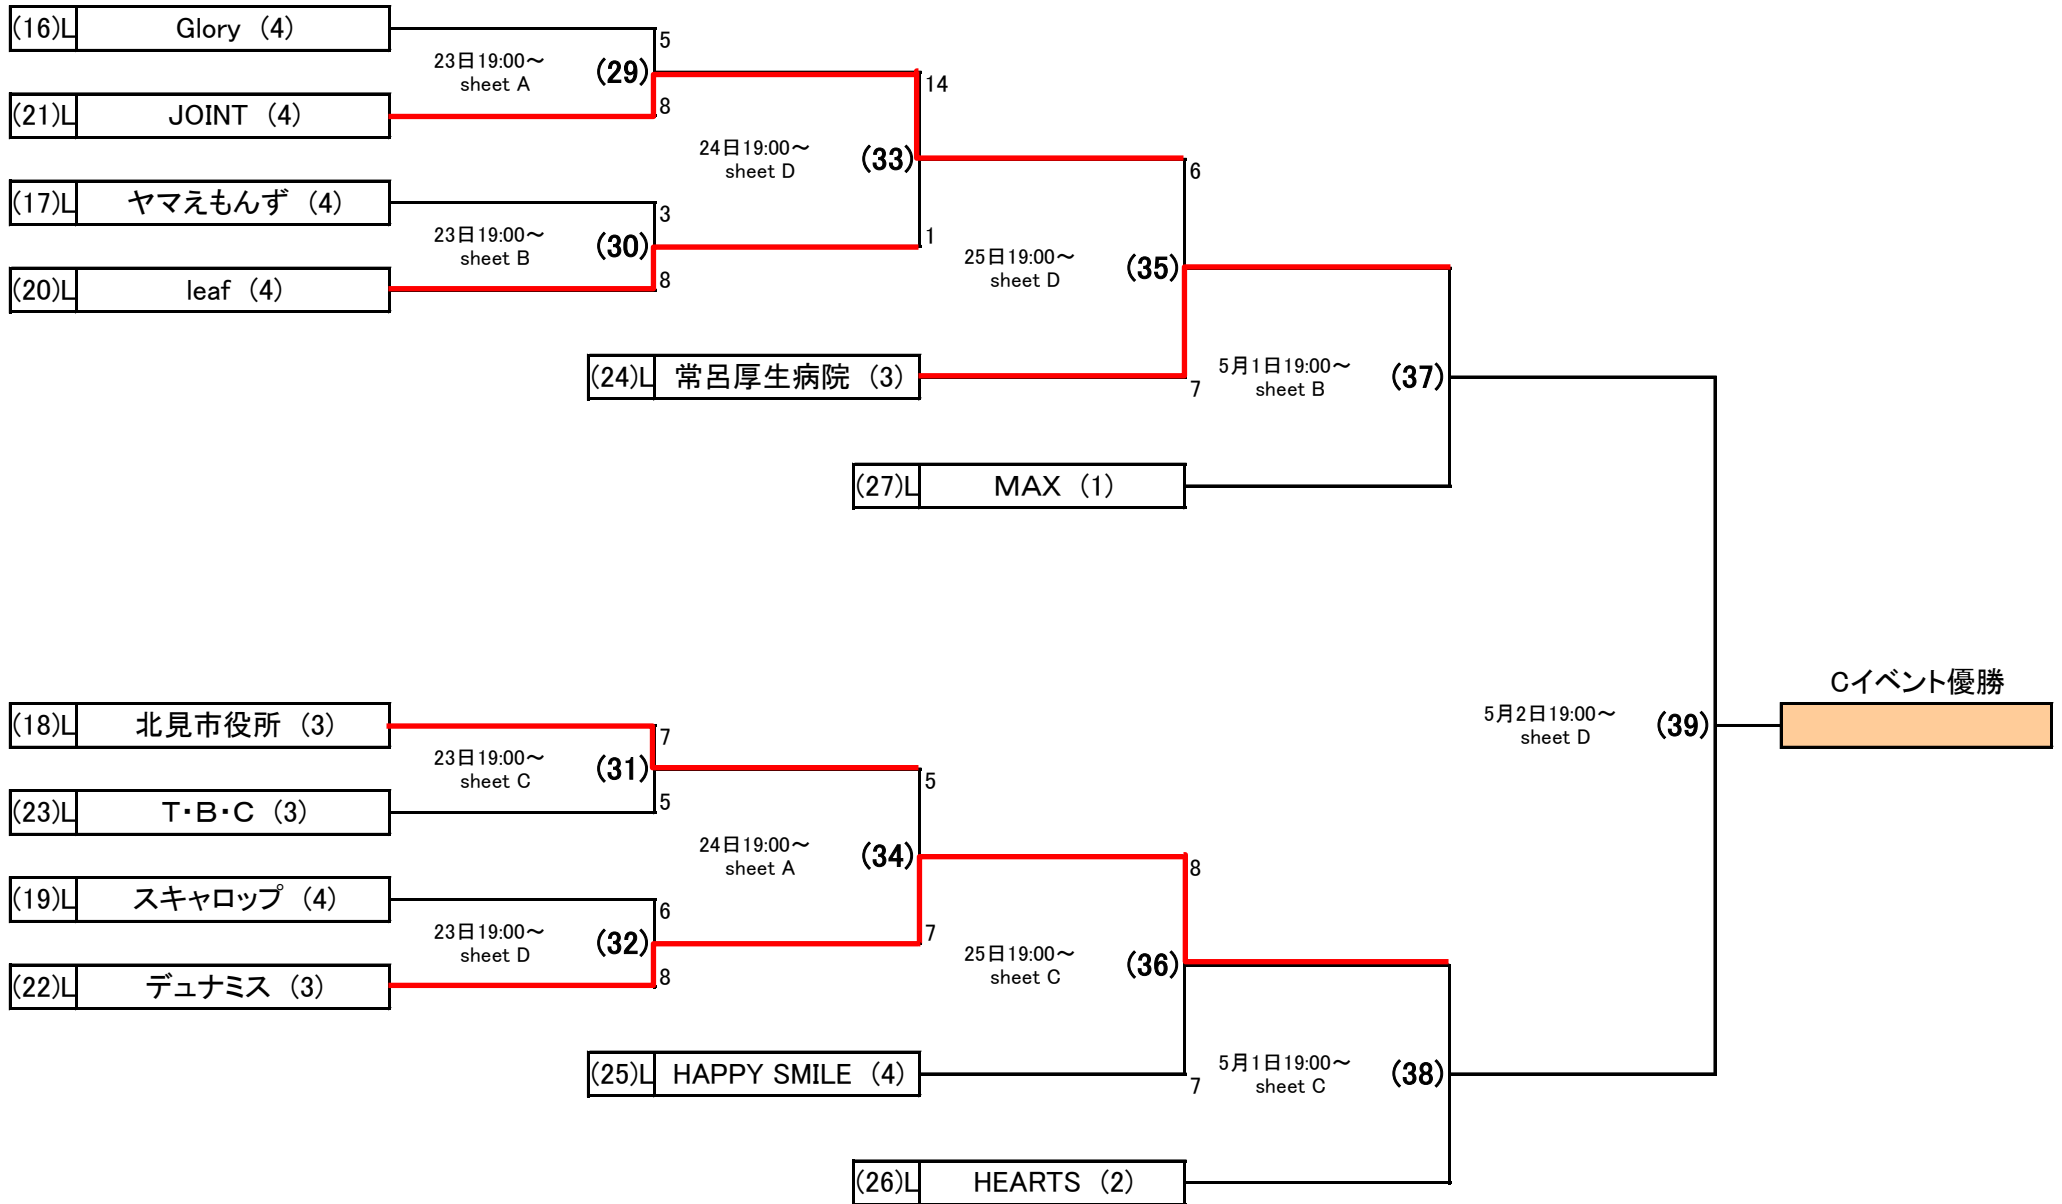 (16)L Glory (4)
5
23日19:00～
sheet A
(29)
14
(21)L JOINT (4)
8
24日19:00～
sheet D
(33)
6
(17)L ヤマえもんず (4)
3
23日19:00～
sheet B
(30)
1
25日19:00～
sheet D
(35)
(20)L leaf (4)
8
(24)L 常呂厚生病院 (3)
7
5月1日19:00～
sheet B
(37)
(27)L MAX (1)
Cイベント優勝
5月2日19:00～
sheet D
(39)
(18)L 北見市役所 (3)
7
23日19:00～
sheet C
(31)
5
(23)L T・B・C (3)
5
24日19:00～
sheet A
(34)
8
(19)L スキャロップ (4)
6
23日19:00～
sheet D
(32)
7
25日19:00～
sheet C
(36)
(22)L デュナミス (3)
8
(25)L HAPPY SMILE (4)
7
5月1日19:00～
sheet C
(38)
(26)L HEARTS (2)